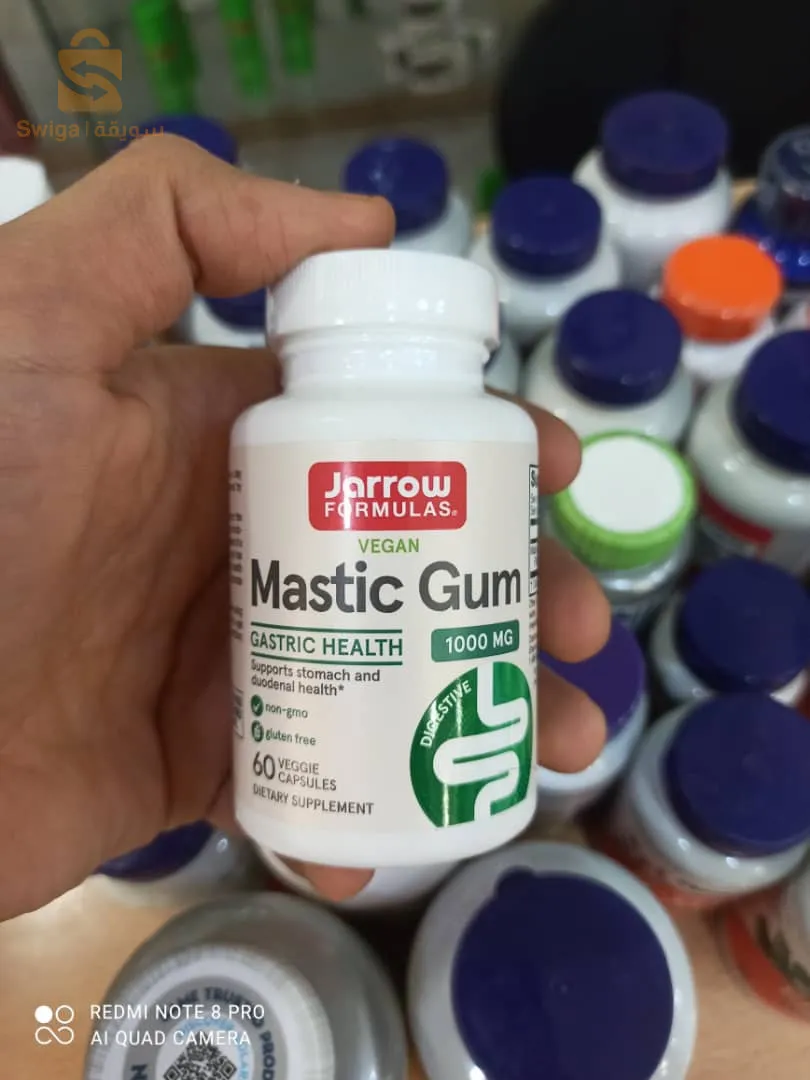 Swiga | سويقة
Jarrow
FORMULAS®
VEGAN
Mastic Gum
GASTRIC HEALTH
1000 MG
Supports stomach and
duodenal health*
DIGESTIVE
non-gmo
gluten free
60 VEGGIE
CAPSULES
DIETARY SUPPLEMENT
REDMI NOTE 8 PRO
AI QUAD CAMERA